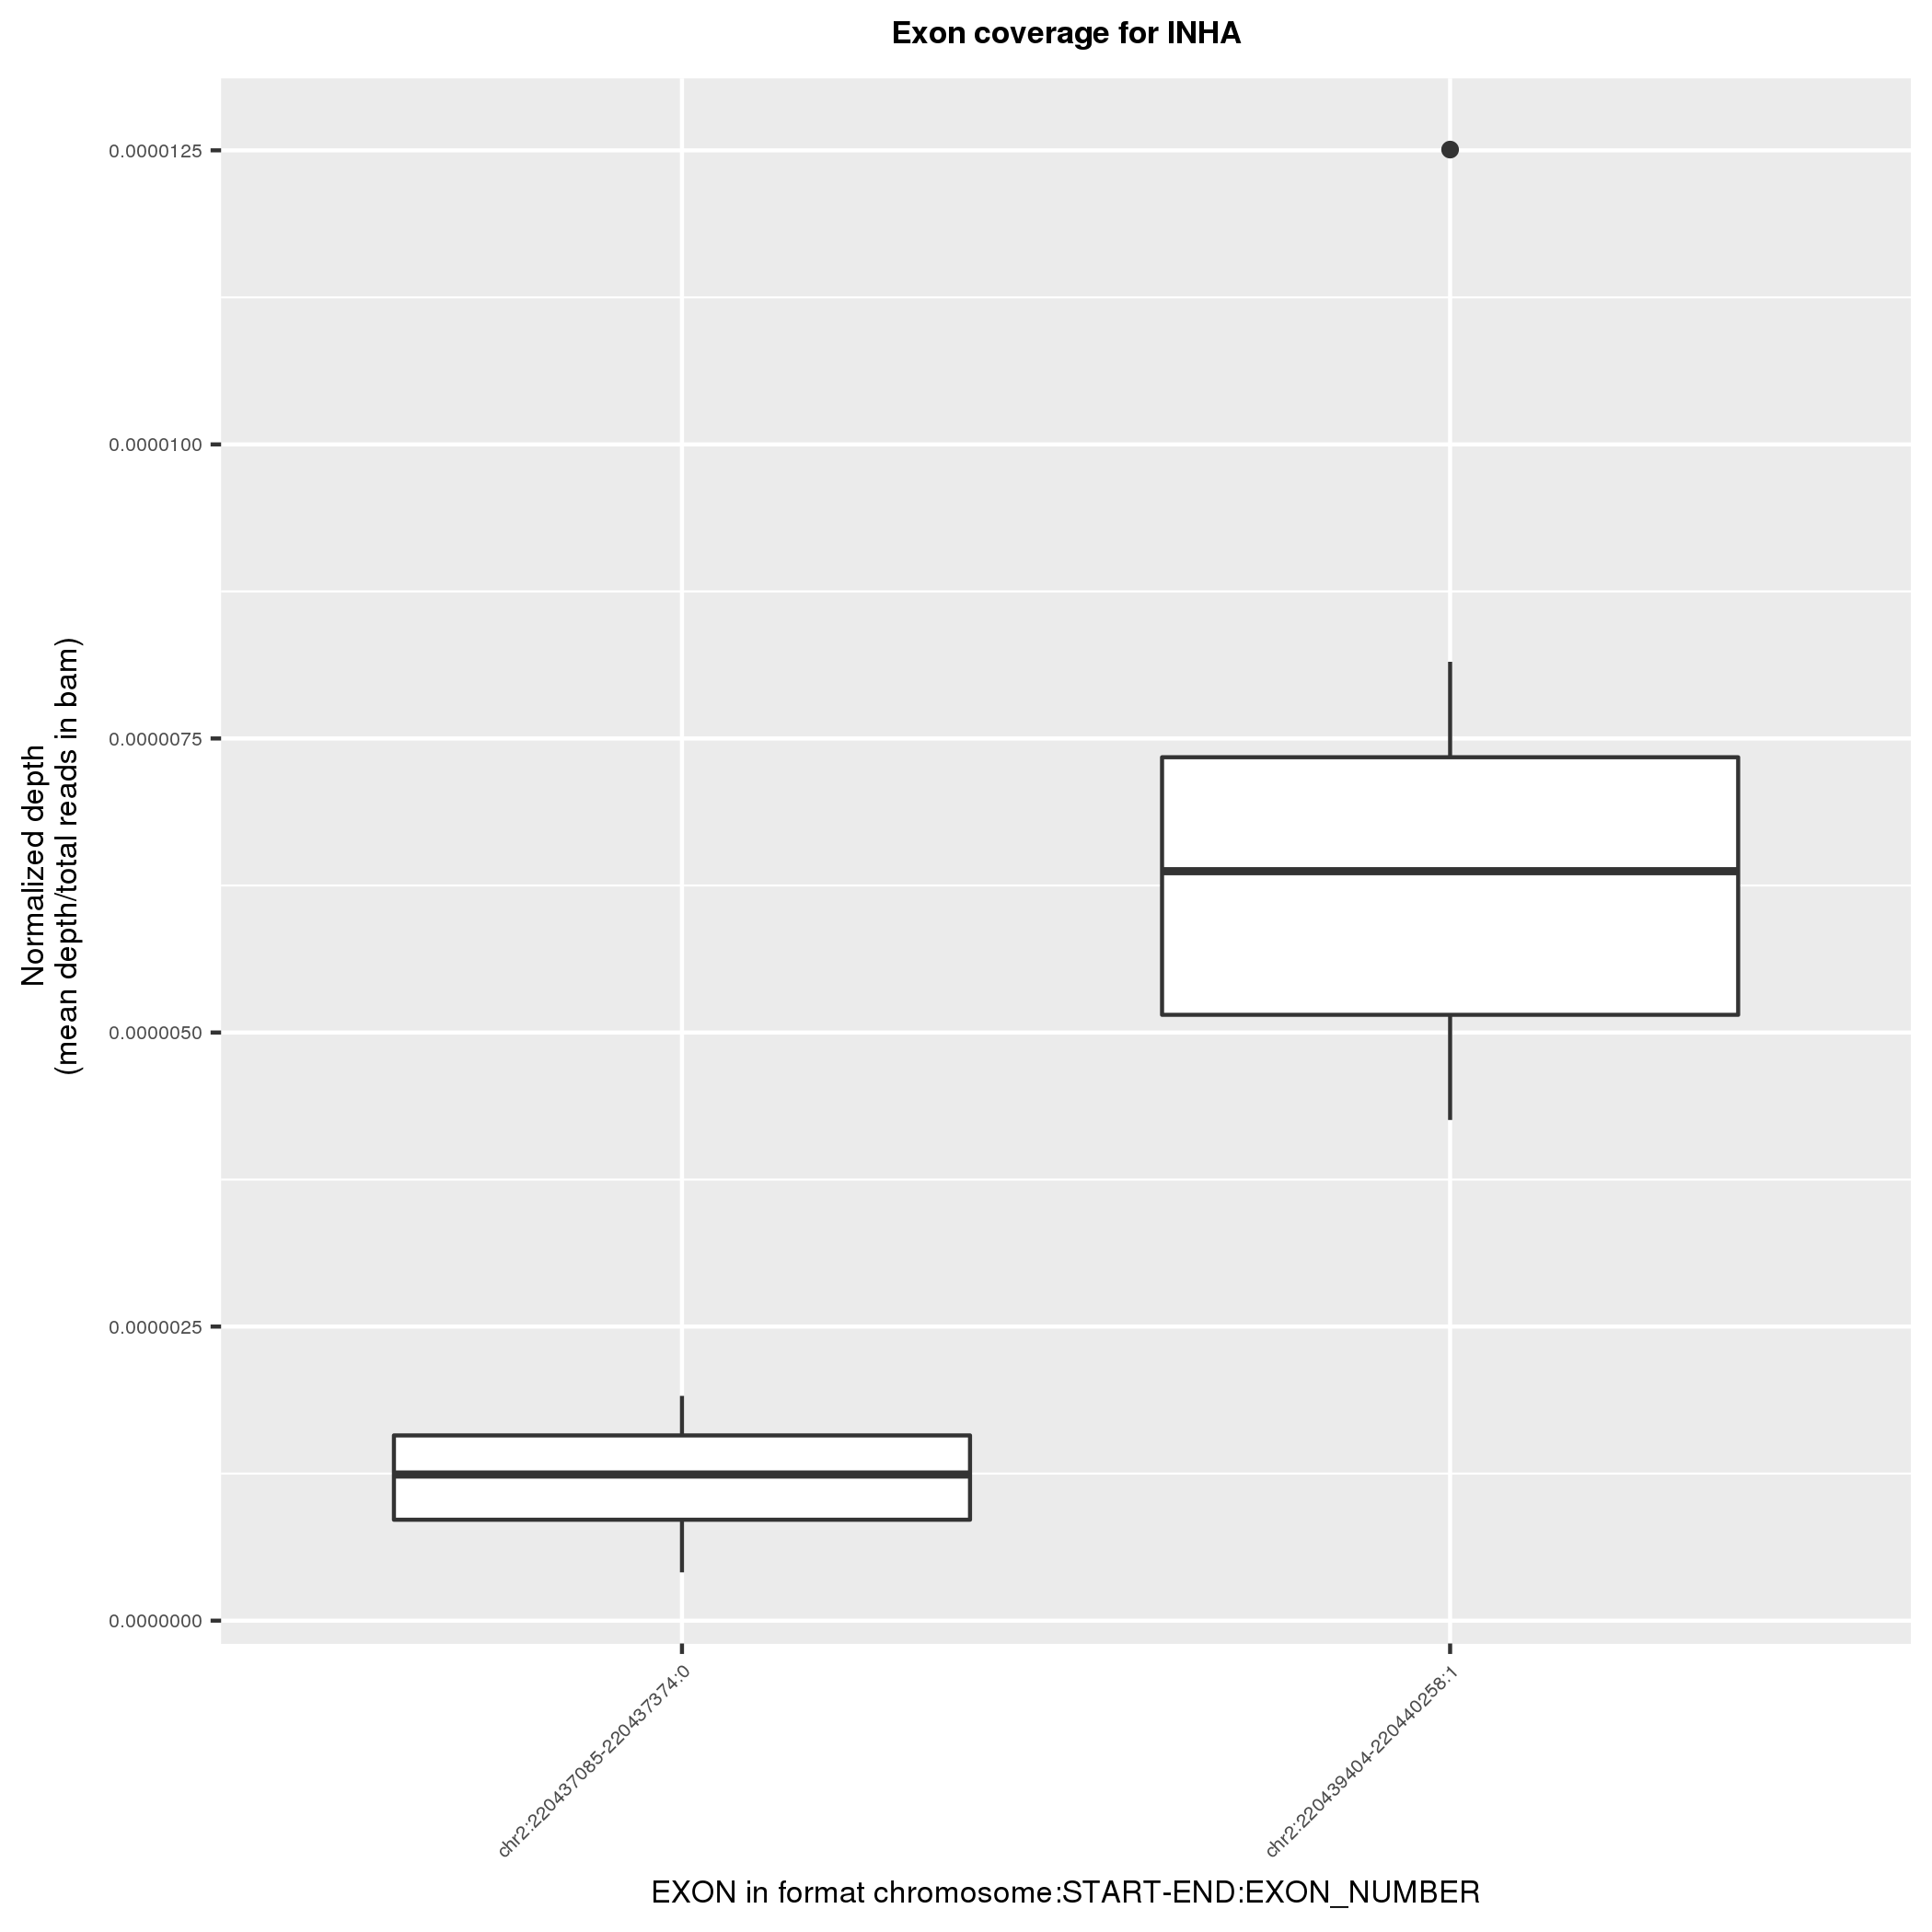 Exon coverage for INHA
Normalized depth
(mean depth/total reads in bam)
0.0000125
0.0000100
0.0000075
0.0000050
0.0000025
0.0000000
chr2:220437085-220437374:0
chr2:220439404-220440258:1
EXON in format chromosome:START-END:EXON_NUMBER